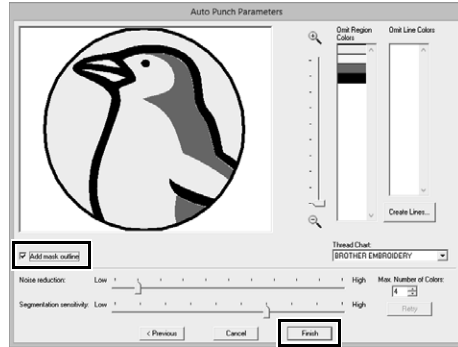 Auto Punch Parameters
Omit Region Colors
Omit Line Colors
Create Lines...
Add mask outline
Thread Chart:
BROTHER EMBROIDERY
Noise reduction: Low High
Max. Number of Colors:
4
Segmentation sensitivity: Low High
Retry
< Previous
Cancel
Finish